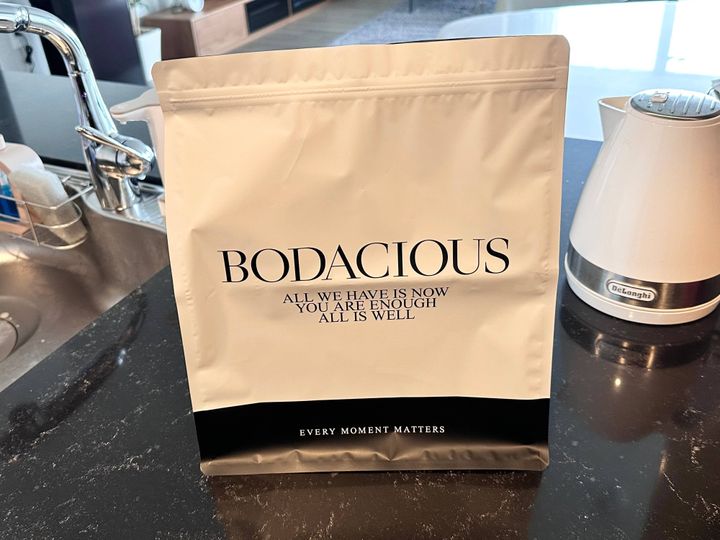 BODACIOUS
ALL WE HAVE IS NOW
YOU ARE ENOUGH
ALL IS WELL
EVERY MOMENT MATTERS
DeLonghi